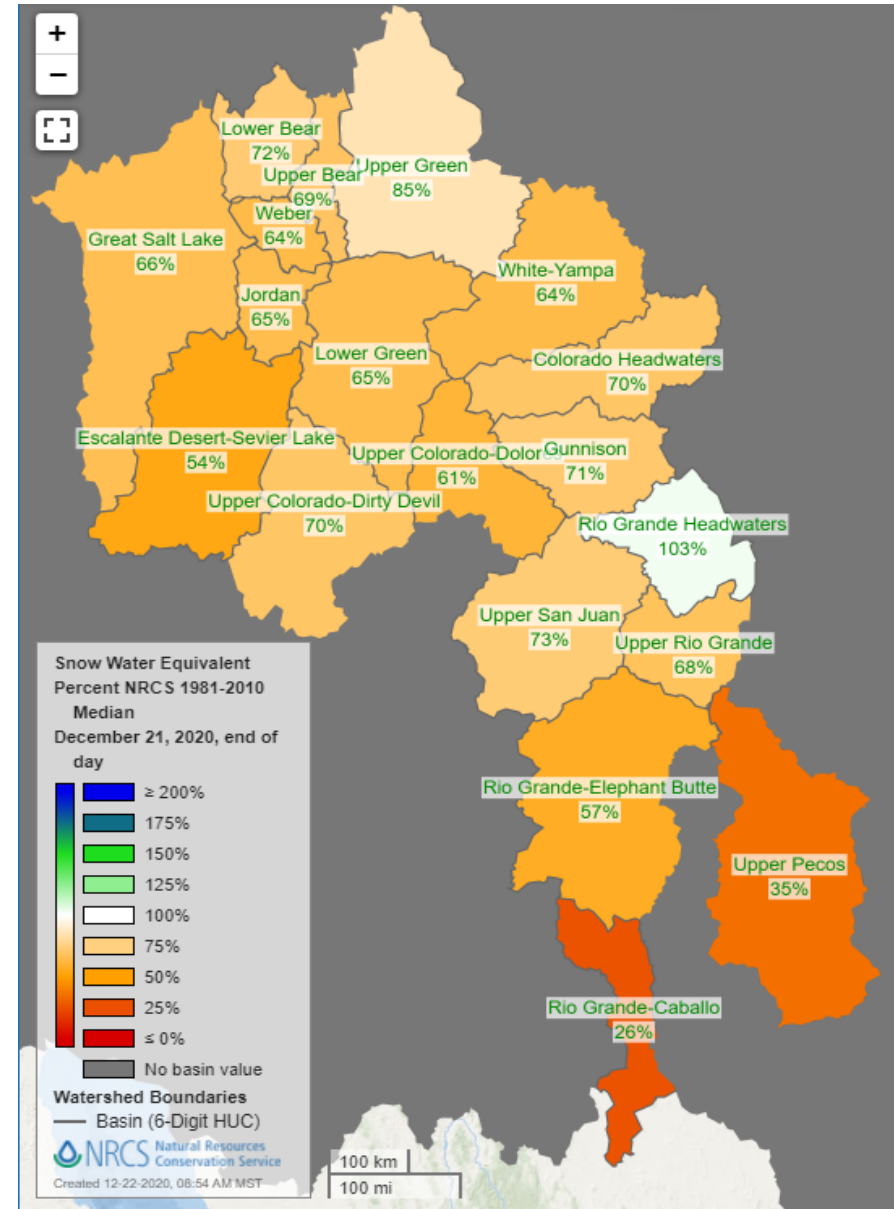 +
−
Lower Bear
72%
Upper Bear
69%
Upper Green
85%
Weber
64%
Great Salt Lake
66%
White-Yampa
64%
Jordan
65%
Lower Green
65%
Colorado Headwaters
70%
Escalante Desert-Sevier Lake
54%
Upper Colorado-Dolores
61%
Gunnison
71%
Upper Colorado-Dirty Devil
70%
Rio Grande Headwaters
103%
Upper San Juan
73%
Upper Rio Grande
68%
Rio Grande-Elephant Butte
57%
Upper Pecos
35%
Rio Grande-Caballo
26%
Snow Water Equivalent
Percent NRCS 1981-2010
Median
December 21, 2020, end of
day
≥ 200%
175%
150%
125%
100%
75%
50%
25%
≤ 0%
No basin value
Watershed Boundaries
Basin (6-Digit HUC)
NRCS Natural Resources
Conservation Service
Created 12-22-2020, 08:54 AM MST
100 km
100 mi